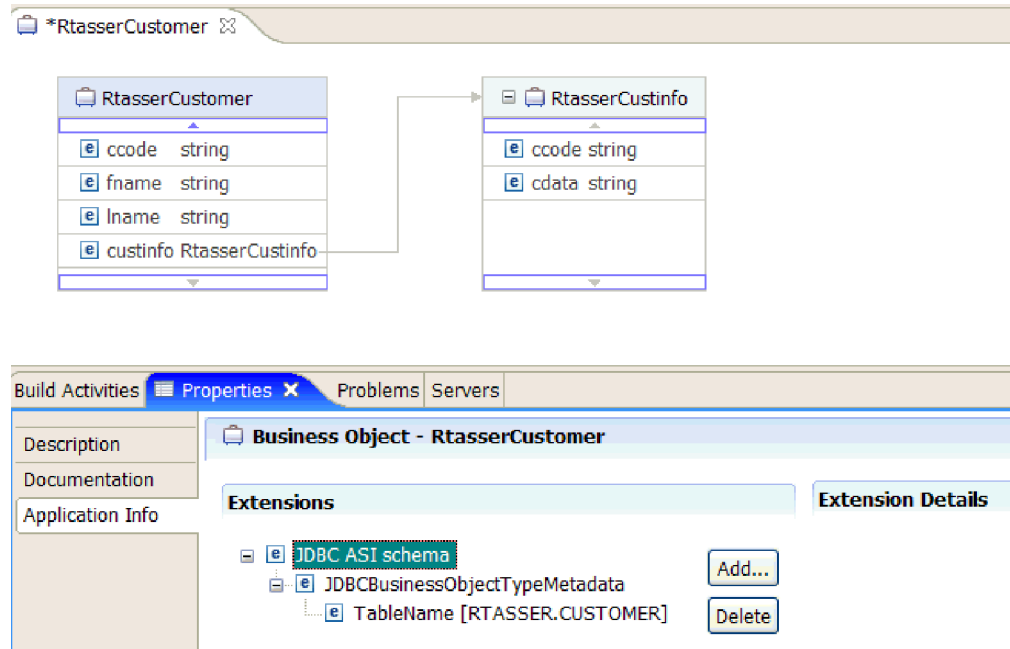 *RtasserCustomer
RtasserCustomer
ccode string
fname string
lname string
custinfo RtasserCustinfo
RtasserCustinfo
ccode string
cdata string
Build Activities Properties Problems Servers
Description
Documentation
Application Info
Business Object - RtasserCustomer
Extensions
JDBC ASI schema
JDBCBusinessObjectTypeMetadata
TableName [RTASSER.CUSTOMER]
Add...
Delete
Extension Details